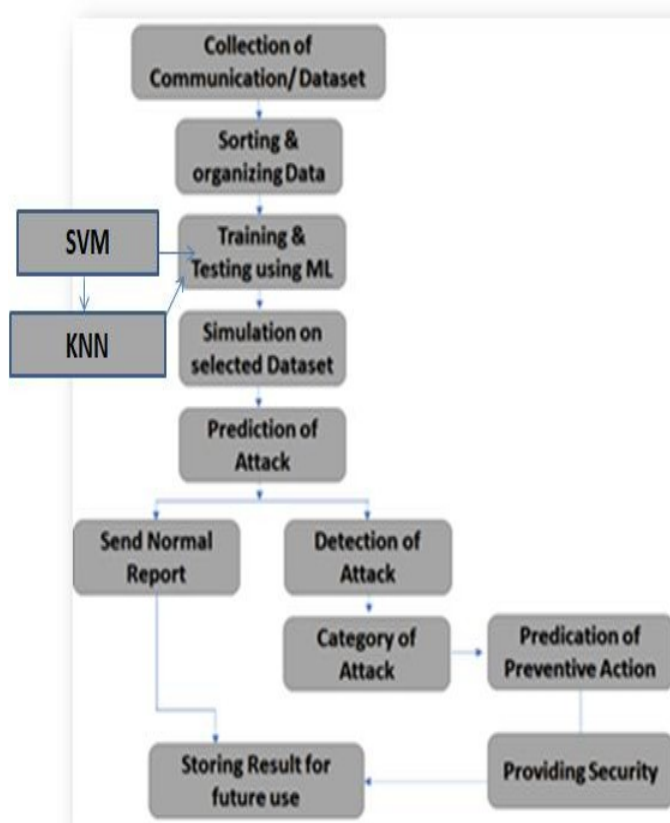 Collection of
Communication/ Dataset
Sorting &
organizing Data
SVM
Training &
Testing using ML
KNN
Simulation on
selected Dataset
Prediction of
Attack
Send Normal
Report
Detection of
Attack
Category of
Attack
Predication of
Preventive Action
Storing Result for
future use
Providing Security